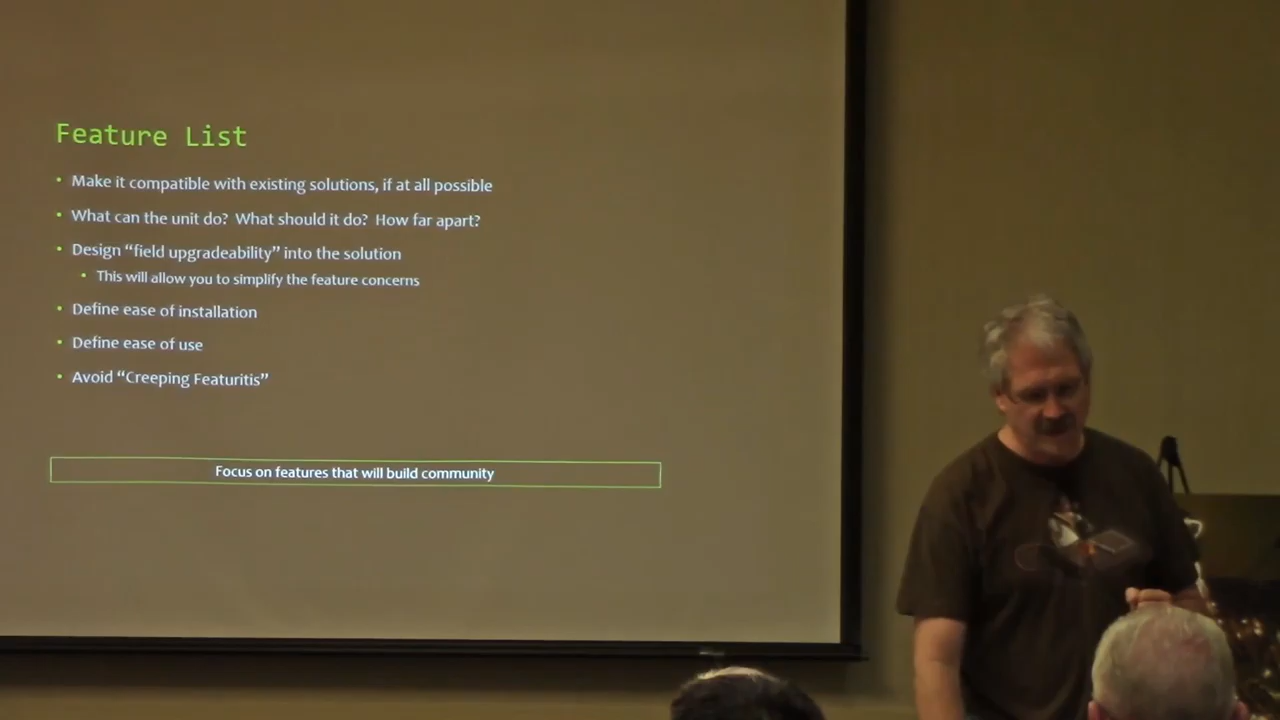 Feature List
• Make it compatible with existing solutions, if at all possible
• What can the unit do? What should it do? How far apart?
• Design “field upgradeability” into the solution
• This will allow you to simplify the feature concerns
• Define ease of installation
• Define ease of use
• Avoid “Creeping Featuritis”
Focus on features that will build community